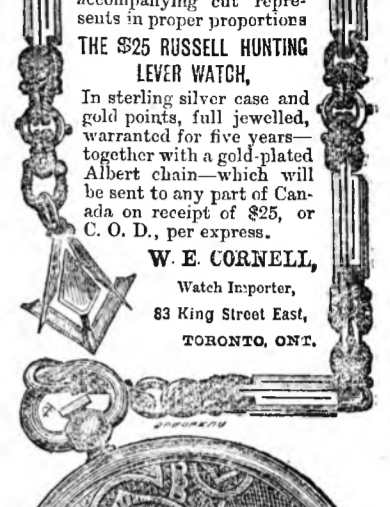 accompanying cut repre-
sents in proper proportions
THE $25 RUSSELL HUNTING
LEVER WATCH,
In sterling silver case and
gold points, full jewelled,
warranted for five years—
together with a gold-plated
Albert chain—which will
be sent to any part of Can-
ada on receipt of $25, or
C. O. D., per express.
W. E. CORNELL,
Watch Importer,
83 King Street East,
TORONTO, ONT.